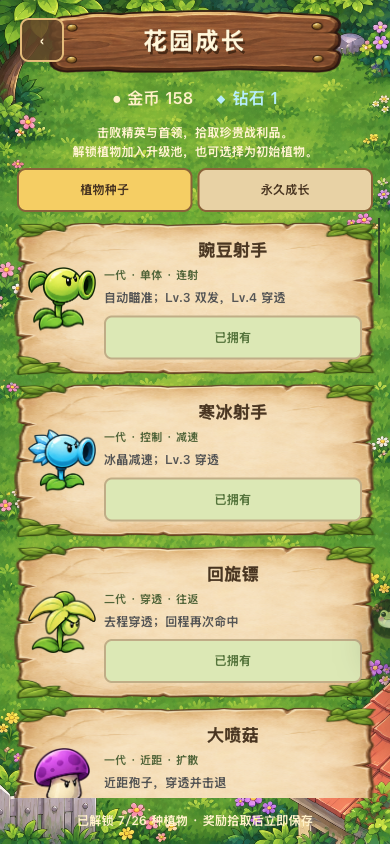 ‹
花园成长
● 金币 158 ◆ 钻石 1
击败精英与首领，拾取珍贵战利品。
解锁植物加入升级池，也可选择为初始植物。
植物种子 永久成长
豌豆射手
一代 · 单体 · 连射
自动瞄准；Lv.3 双发，Lv.4 穿透
已拥有
寒冰射手
一代 · 控制 · 减速
冰晶减速；Lv.3 穿透
已拥有
回旋镖
二代 · 穿透 · 往返
去程穿透；回程再次命中
已拥有
大喷菇
一代 · 近距 · 扩散
近距孢子，穿透并击退
已解锁 7/26 种植物 · 奖励拾取后立即保存